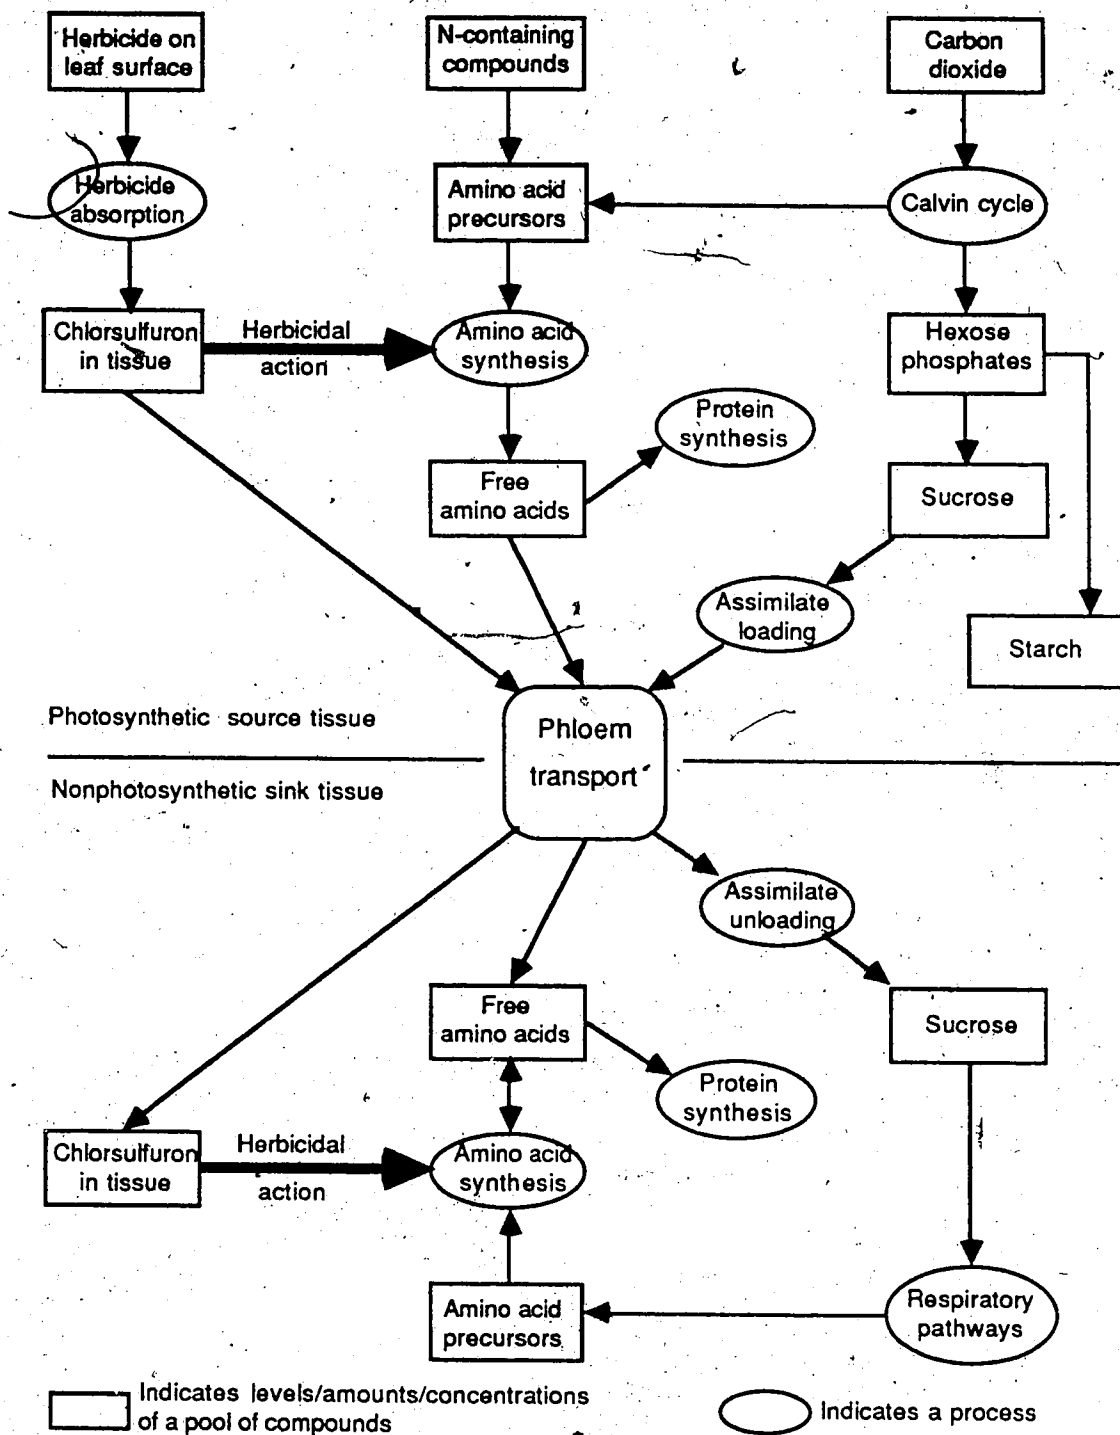 Herbicide on
leaf surface
N-containing
compounds
Carbon
dioxide
Herbicide
absorption
Amino acid
precursors
Calvin cycle
Chlorsulfuron
in tissue
Herbicidal
action
Amino acid
synthesis
Hexose
phosphates
Protein
synthesis
Free
amino acids
Sucrose
Assimilate
loading
Starch
Photosynthetic source tissue
Phloem
transport
Nonphotosynthetic sink tissue
Assimilate
unloading
Free
amino acids
Sucrose
Protein
synthesis
Chlorsulfuron
in tissue
Herbicidal
action
Amino acid
synthesis
Amino acid
precursors
Respiratory
pathways
Indicates levels/amounts/concentrations
of a pool of compounds
Indicates a process